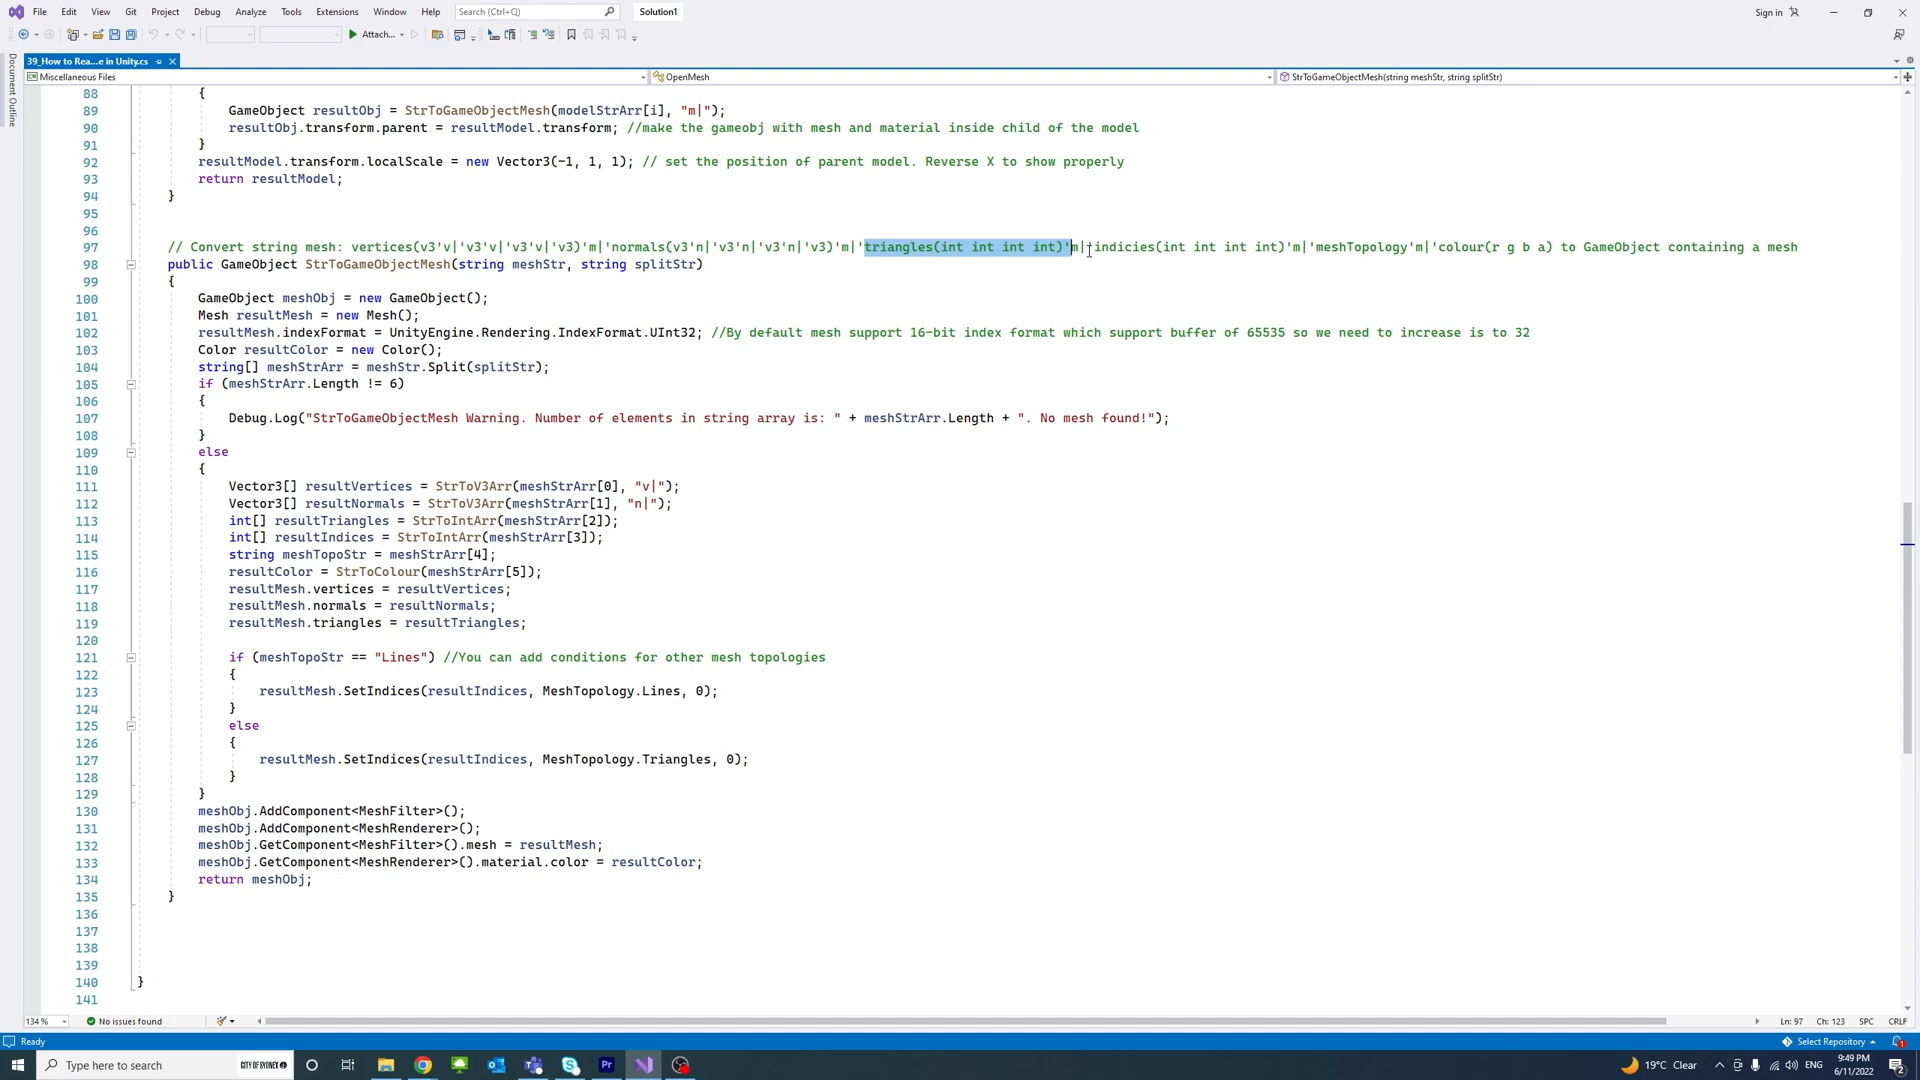 File Edit View Git Project Debug Analyze Tools Extensions Window Help Search (Ctrl+Q) Solution1 Sign in
Attach...
39_How to Rea...e in Unity.cs
Document Outline
Miscellaneous Files OpenMesh StrToGameObjectMesh(string meshStr, string splitStr)
88 {
89 GameObject resultObj = StrToGameObjectMesh(modelStrArr[i], "m|");
90 resultObj.transform.parent = resultModel.transform; //make the gameobj with mesh and material inside child of the model
91 }
92 resultModel.transform.localScale = new Vector3(-1, 1, 1); // set the position of parent model. Reverse X to show properly
93 return resultModel;
94 }
95
96
97 // Convert string mesh: vertices(v3'v|'v3'v|'v3'v|'v3)'m|'normals(v3'n|'v3'n|'v3'n|'v3)'m|'triangles(int int int int)'m|'indicies(int int int int)'m|'meshTopology'm|'colour(r g b a) to GameObject containing a mesh
98 public GameObject StrToGameObjectMesh(string meshStr, string splitStr)
99 {
100 GameObject meshObj = new GameObject();
101 Mesh resultMesh = new Mesh();
102 resultMesh.indexFormat = UnityEngine.Rendering.IndexFormat.UInt32; //By default mesh support 16-bit index format which support buffer of 65535 so we need to increase is to 32
103 Color resultColor = new Color();
104 string[] meshStrArr = meshStr.Split(splitStr);
105 if (meshStrArr.Length != 6)
106 {
107 Debug.Log("StrToGameObjectMesh Warning. Number of elements in string array is: " + meshStrArr.Length + ". No mesh found!");
108 }
109 else
110 {
111 Vector3[] resultVertices = StrToV3Arr(meshStrArr[0], "v|");
112 Vector3[] resultNormals = StrToV3Arr(meshStrArr[1], "n|");
113 int[] resultTriangles = StrToIntArr(meshStrArr[2]);
114 int[] resultIndices = StrToIntArr(meshStrArr[3]);
115 string meshTopoStr = meshStrArr[4];
116 resultColor = StrToColour(meshStrArr[5]);
117 resultMesh.vertices = resultVertices;
118 resultMesh.normals = resultNormals;
119 resultMesh.triangles = resultTriangles;
120
121 if (meshTopoStr == "Lines") //You can add conditions for other mesh topologies
122 {
123 resultMesh.SetIndices(resultIndices, MeshTopology.Lines, 0);
124 }
125 else
126 {
127 resultMesh.SetIndices(resultIndices, MeshTopology.Triangles, 0);
128 }
129 }
130 meshObj.AddComponent<MeshFilter>();
131 meshObj.AddComponent<MeshRenderer>();
132 meshObj.GetComponent<MeshFilter>().mesh = resultMesh;
133 meshObj.GetComponent<MeshRenderer>().material.color = resultColor;
134 return meshObj;
135 }
136
137
138
139
140 }
141
134 % No issues found Ln: 97 Ch: 123 SPC CRLF
Ready Select Repository 1
Type here to search CITY OF SYDNEY Pr 19°C Clear ENG 9:49 PM 6/11/2022 2